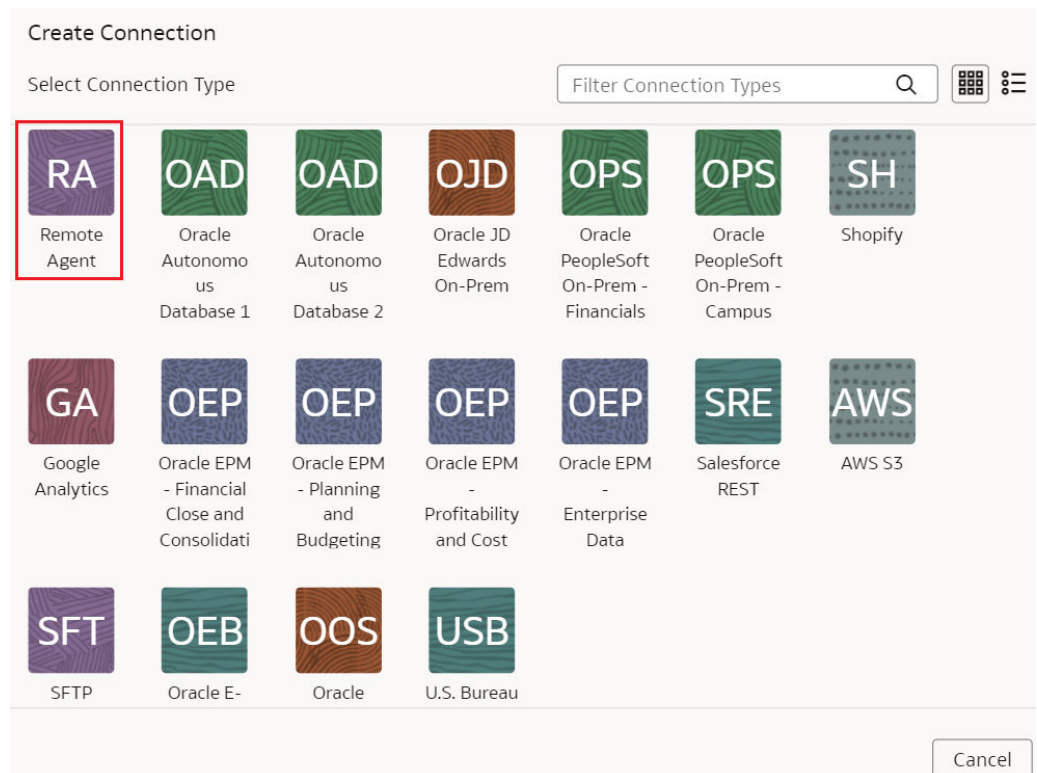 Create Connection
Select Connection Type
Filter Connection Types
RA OAD OAD OJD OPS OPS SH
Remote Oracle Oracle Oracle JD Oracle Oracle Shopify
Agent Autonomo Autonomo Edwards PeopleSoft PeopleSoft
us us On-Prem On-Prem - On-Prem -
Database 1 Database 2 Financials Campus
GA OEP OEP OEP OEP SRE AWS
Google Oracle EPM Oracle EPM Oracle EPM Oracle EPM Salesforce AWS S3
Analytics - Financial - Planning - - REST
Close and and Profitability Enterprise
Consolidati Budgeting and Cost Data
SFT OEB OOS USB
SFTP Oracle E- Oracle U.S. Bureau
Cancel